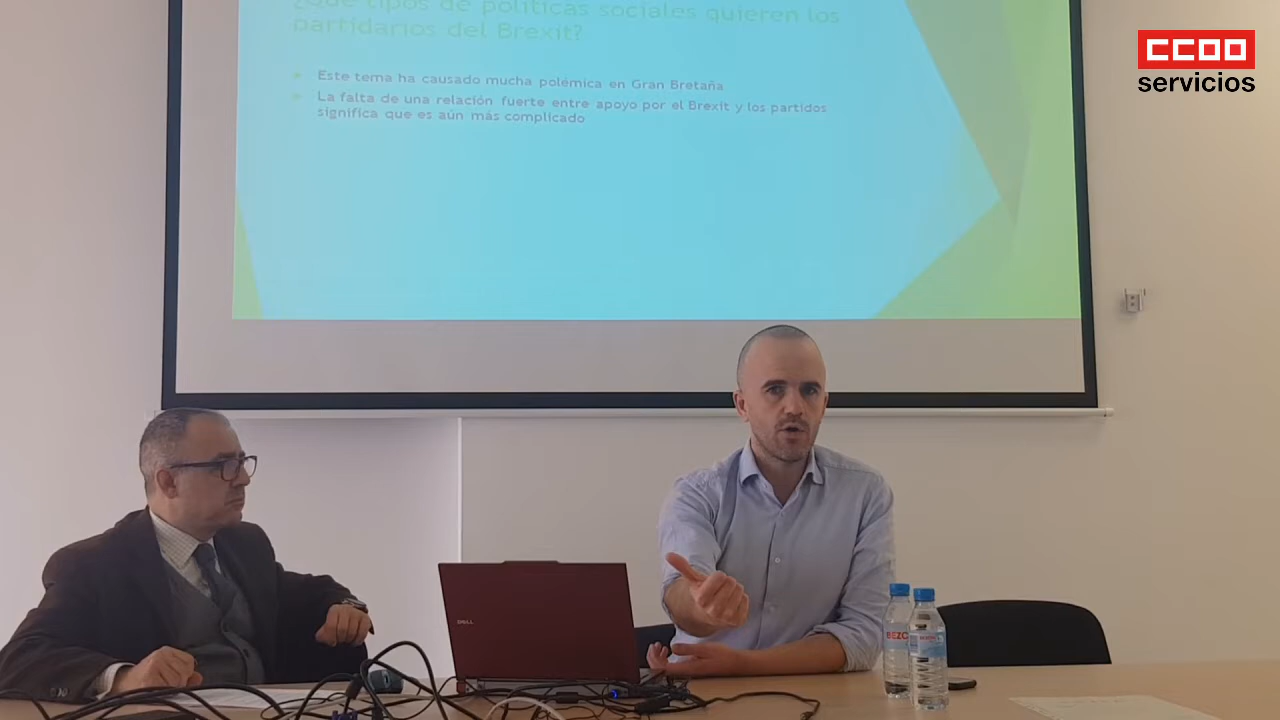 ¿Qué tipos de políticas sociales quieren los
partidarios del Brexit?
Este tema ha causado mucha polémica en Gran Bretaña.
La falta de una relación fuerte entre apoyo por el Brexit y los partidos
significa que es aún más complicado
CCOO
servicios
DELL
BEZO